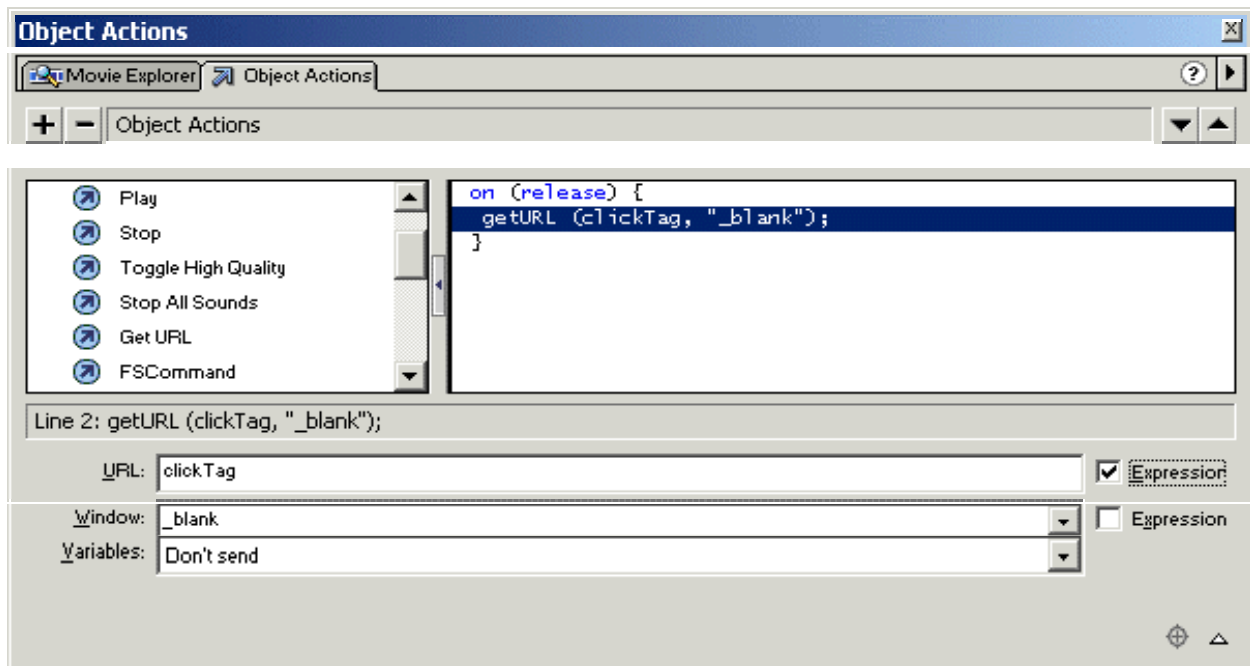 Object Actions
Movie Explorer Object Actions ?
+ - Object Actions
Play
Stop
Toggle High Quality
Stop All Sounds
Get URL
FSCommand
on (release) {
getURL (clickTag, "_blank");
}
Line 2: getURL (clickTag, "_blank");
URL: clickTag Expression
Window: _blank Expression
Variables: Don't send